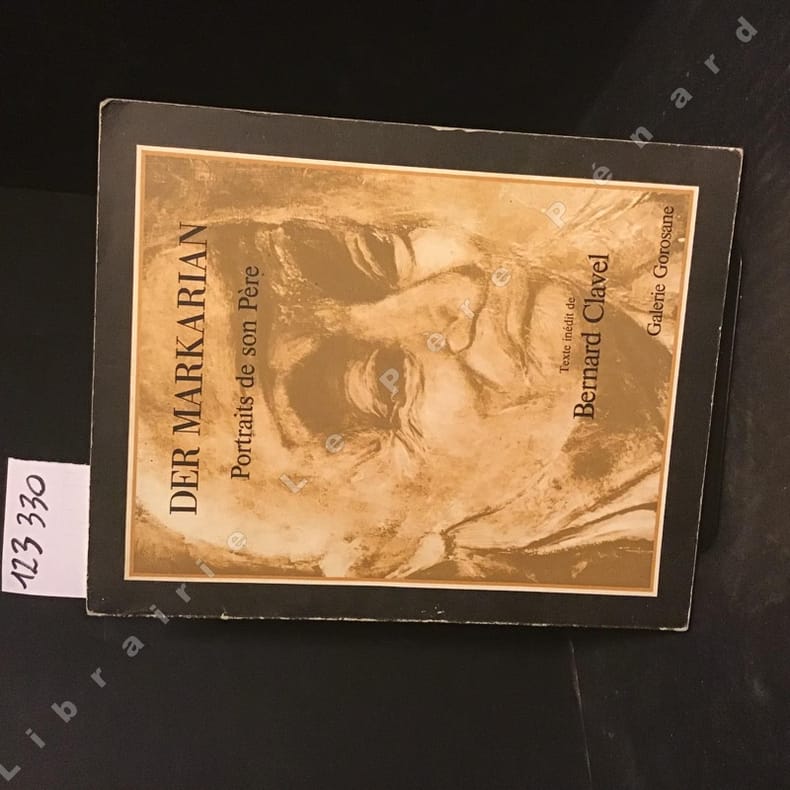 DER MARKARIAN
Portraits de son Père
Texte inédit de
Bernard Clavel
Galerie Gorosane
123 330
Librairie Le Père Pénard